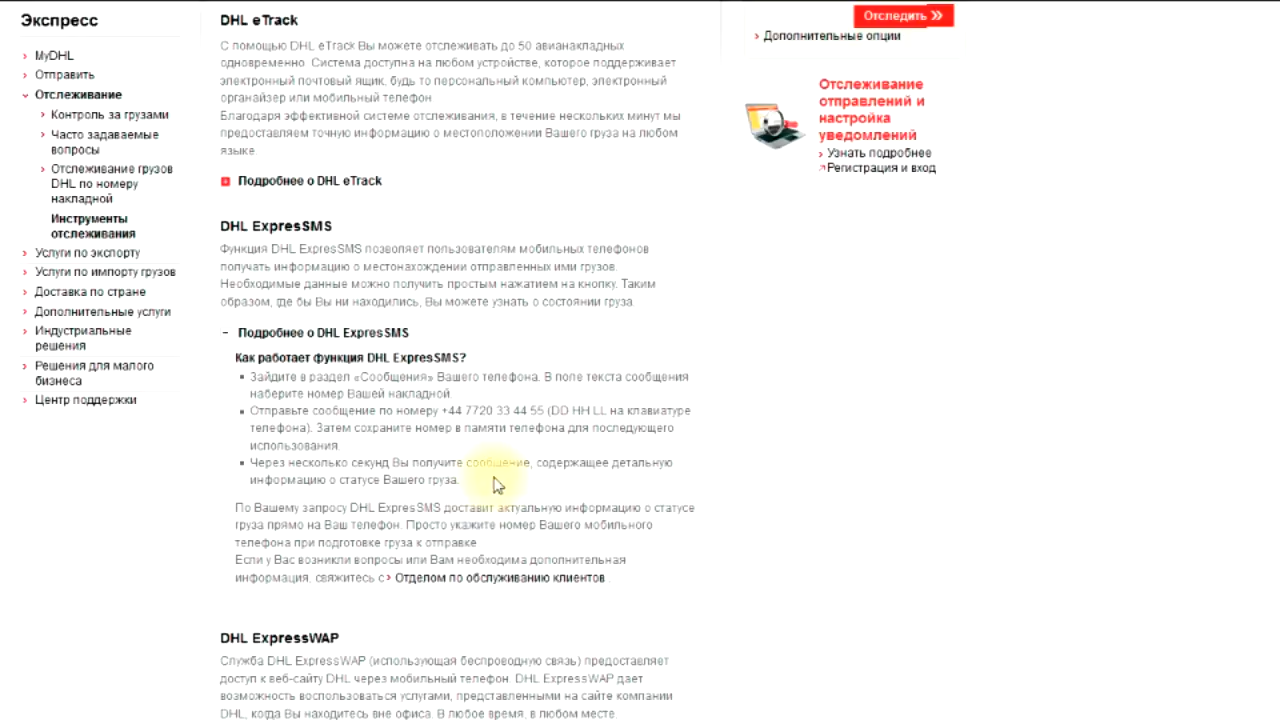 Экспресс
MyDHL
Отправить
Отслеживание
Контроль за грузами
Часто задаваемые
вопросы
Отслеживание грузов
DHL по номеру
накладной
Инструменты
отслеживания
Услуги по экспорту
Услуги по импорту грузов
Доставка по стране
Дополнительные услуги
Индустриальные
решения
Решения для малого
бизнеса
Центр поддержки
DHL eTrack
С помощью DHL eTrack Вы можете отслеживать до 50 авианакладных
одновременно. Система доступна на любом устройстве, которое поддерживает
электронный почтовый ящик, будь то персональный компьютер, электронный
органайзер или мобильный телефон
Благодаря эффективной системе отслеживания, в течение нескольких минут мы
предоставляем точную информацию о местоположении Вашего груза на любом
языке.
Подробнее о DHL eTrack
DHL ExpresSMS
Функция DHL ExpresSMS позволяет пользователям мобильных телефонов
получать информацию о местонахождении отправленных ими грузов.
Необходимые данные можно получить простым нажатием на кнопку. Таким
образом, где бы Вы ни находились, Вы можете узнать о состоянии груза.
– Подробнее о DHL ExpresSMS
Как работает функция DHL ExpresSMS?
Зайдите в раздел «Сообщения» Вашего телефона. В поле текста сообщения
наберите номер Вашей накладной.
Отправьте сообщение по номеру +44 7720 33 44 55 (DD HH LL на клавиатуре
телефона). Затем сохраните номер в памяти телефона для последующего
использования.
Через несколько секунд Вы получите сообщение, содержащее детальную
информацию о статусе Вашего груза.
По Вашему запросу DHL ExpresSMS доставит актуальную информацию о статусе
груза прямо на Ваш телефон. Просто укажите номер Вашего мобильного
телефона при подготовке груза к отправке
Если у Вас возникли вопросы или Вам необходима дополнительная
информация, свяжитесь с Отделом по обслуживанию клиентов
DHL ExpressWAP
Служба DHL ExpressWAP (использующая беспроводную связь) предоставляет
доступ к веб-сайту DHL через мобильный телефон. DHL ExpressWAP дает
возможность воспользоваться услугами, представленными на сайте компании
DHL, когда Вы находитесь вне офиса. В любое время, в любом месте.
Отследить »
Дополнительные опции
Отслеживание
отправлений и
настройка
уведомлений
Узнать подробнее
Регистрация и вход